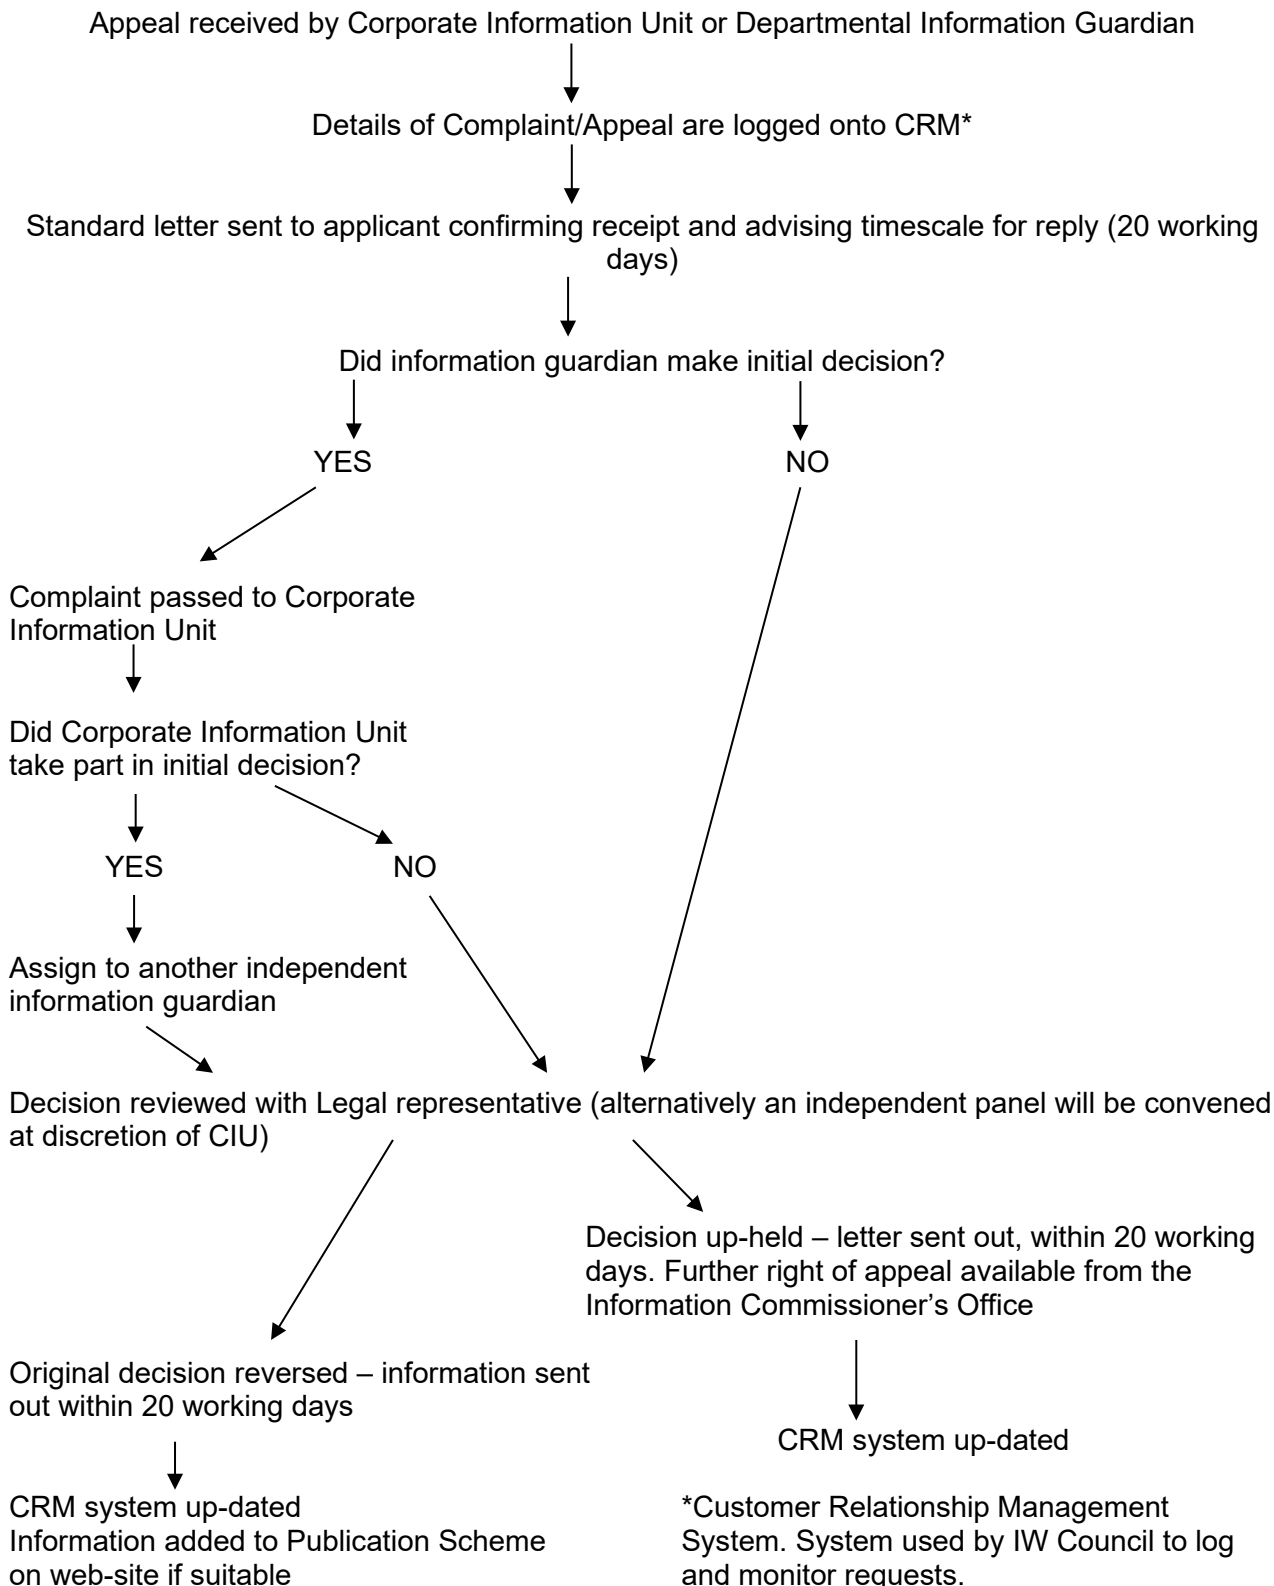 Appeal received by Corporate Information Unit or Departmental Information Guardian
Details of Complaint/Appeal are logged onto CRM*
Standard letter sent to applicant confirming receipt and advising timescale for reply (20 working
days)
Did information guardian make initial decision?
YES
NO
Complaint passed to Corporate
Information Unit
Did Corporate Information Unit
take part in initial decision?
YES
NO
Assign to another independent
information guardian
Decision reviewed with Legal representative (alternatively an independent panel will be convened
at discretion of CIU)
Decision up-held – letter sent out, within 20 working
days. Further right of appeal available from the
Information Commissioner’s Office
Original decision reversed – information sent
out within 20 working days
CRM system up-dated
CRM system up-dated
Information added to Publication Scheme
on web-site if suitable
*Customer Relationship Management
System. System used by IW Council to log
and monitor requests.